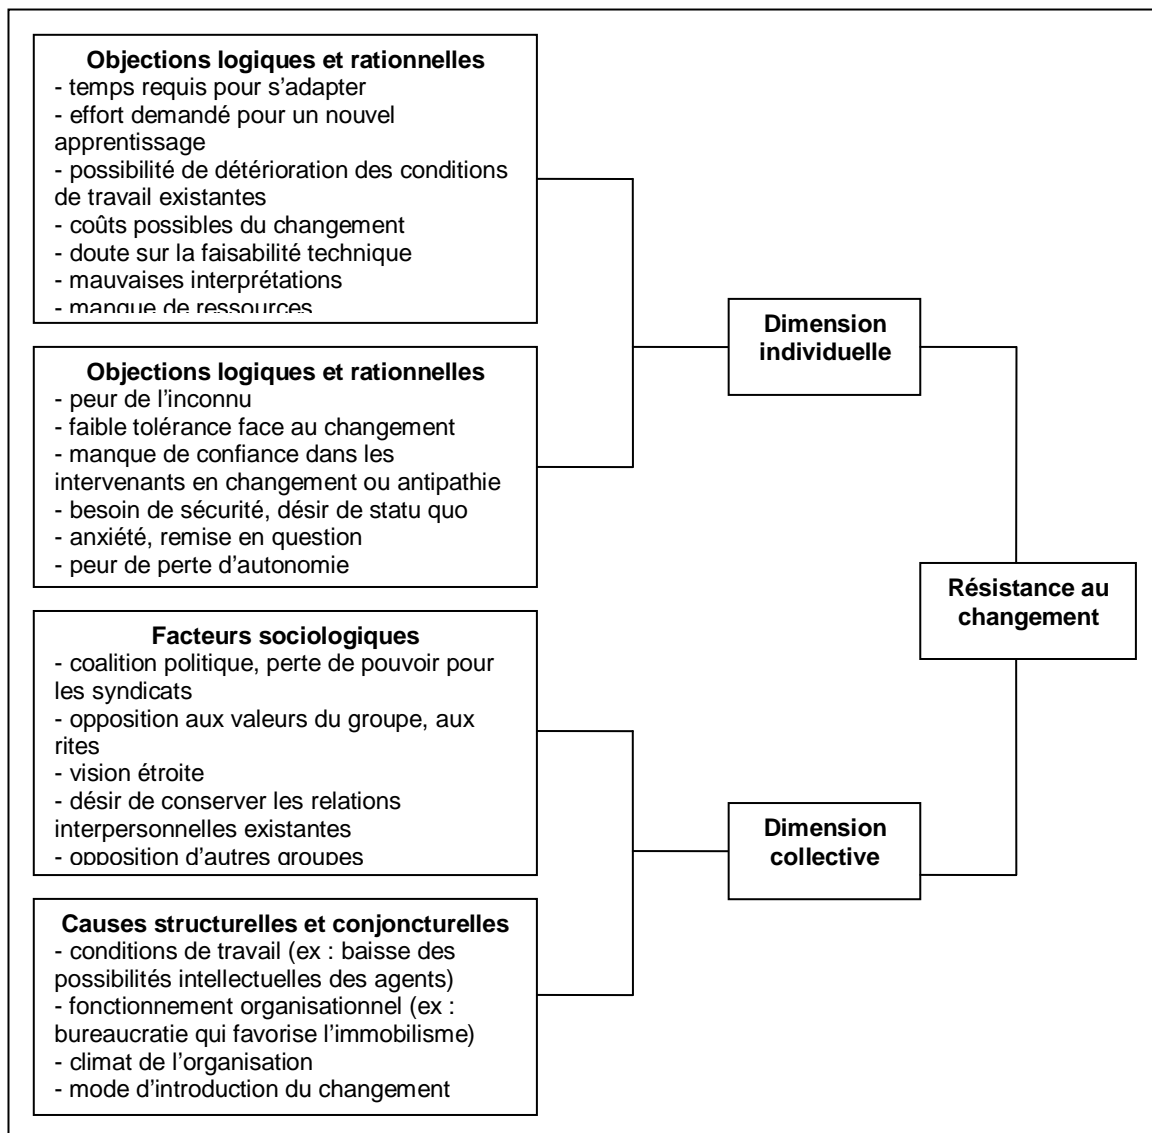 Objections logiques et rationnelles
- temps requis pour s’adapter
- effort demandé pour un nouvel
apprentissage
- possibilité de détérioration des conditions
de travail existantes
- coûts possibles du changement
- doute sur la faisabilité technique
- mauvaises interprétations
- manque de ressources
Objections logiques et rationnelles
- peur de l’inconnu
- faible tolérance face au changement
- manque de confiance dans les
intervenants en changement ou antipathie
- besoin de sécurité, désir de statu quo
- anxiété, remise en question
- peur de perte d’autonomie
Facteurs sociologiques
- coalition politique, perte de pouvoir pour
les syndicats
- opposition aux valeurs du groupe, aux
rites
- vision étroite
- désir de conserver les relations
interpersonnelles existantes
- opposition d’autres groupes
Causes structurelles et conjoncturelles
- conditions de travail (ex : baisse des
possibilités intellectuelles des agents)
- fonctionnement organisationnel (ex :
bureaucratie qui favorise l’immobilisme)
- climat de l’organisation
- mode d’introduction du changement
Dimension
individuelle
Dimension
collective
Résistance au
changement